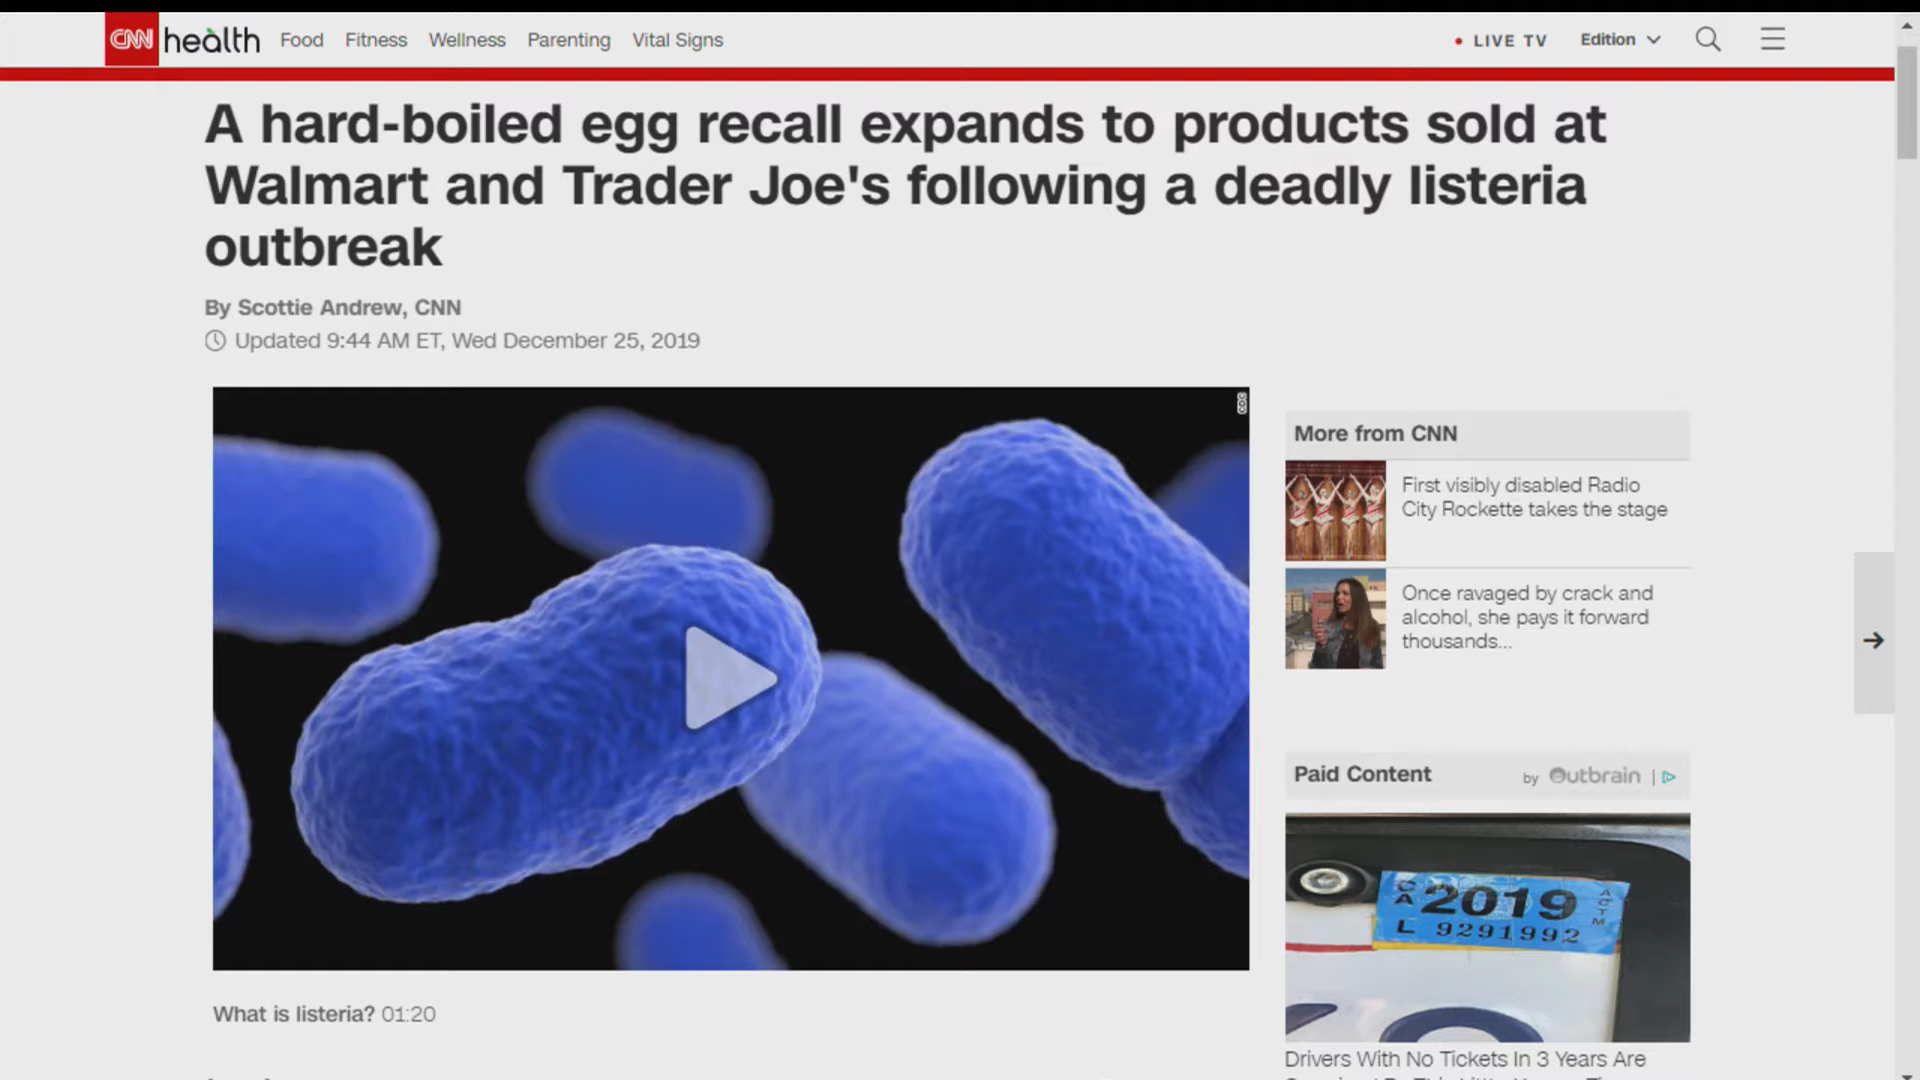 CNN health Food Fitness Wellness Parenting Vital Signs LIVE TV Edition
A hard-boiled egg recall expands to products sold at
Walmart and Trader Joe's following a deadly listeria
outbreak
By Scottie Andrew, CNN
Updated 9:44 AM ET, Wed December 25, 2019
CDC
What is listeria? 01:20
More from CNN
First visibly disabled Radio
City Rockette takes the stage
Once ravaged by crack and
alcohol, she pays it forward
thousands...
Paid Content by Outbrain
CAL 2019
9291992
Drivers With No Tickets In 3 Years Are